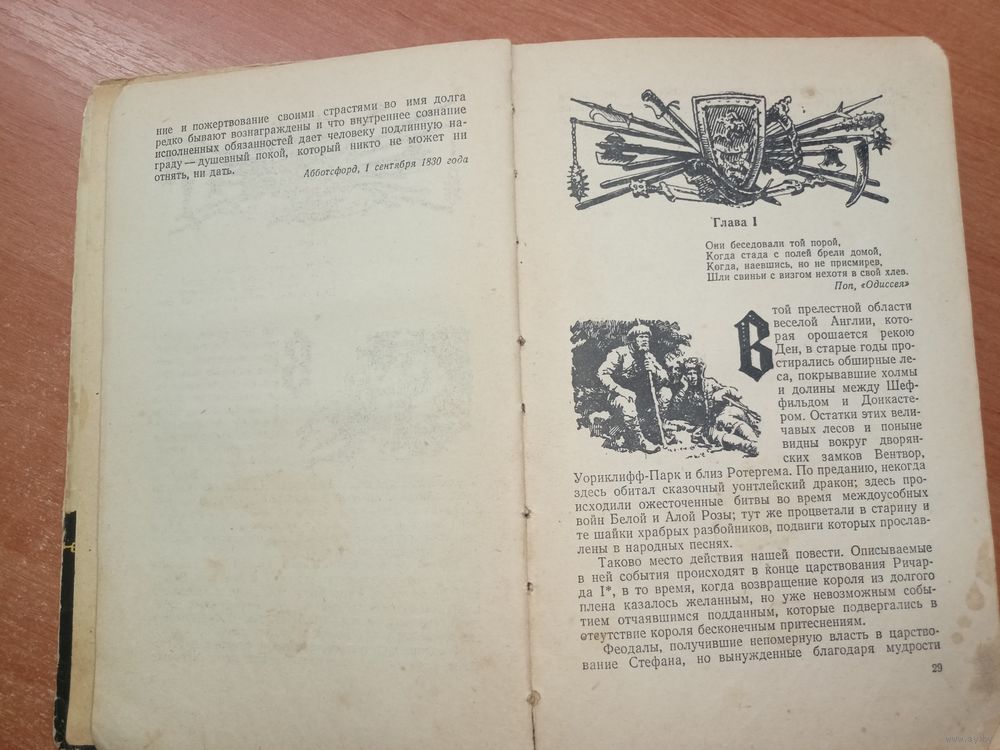 ние и пожертвование своими страстями во имя долга
редко бывают вознаграждены и что внутреннее сознание
исполненных обязанностей дает человеку подлинную на-
граду — душевный покой, который никто не может ни
отнять, ни дать.
Абботсфорд, 1 сентября 1830 года
Глава I
Они беседовали той порой,
Когда стада с полей брели домой,
Когда, наевшись, но не присмирев,
Шли свиньи с визгом нехотя в свой хлев.
Поп, «Одиссея»
В той прелестной области
веселой Англии, кото-
рая орошается рекою
Ден, в старые годы про-
стирались обширные ле-
са, покрывавшие холмы
и долины между Шеф-
фильдом и Донкасте-
ром. Остатки этих вели-
чавых лесов и поныне
видны вокруг дворян-
ских замков Вентвор,
Уориклифф-Парк и близ Ротергема. По преданию, некогда
здесь обитал сказочный уонтлейский дракон; здесь про-
исходили ожесточенные битвы во время междоусобных
войн Белой и Алой Розы; тут же процветали в старину и
те шайки храбрых разбойников, подвиги которых прослав-
лены в народных песнях.
Таково место действия нашей повести. Описываемые
в ней события происходят в конце царствования Ричар-
да I*, в то время, когда возвращение короля из долгого
плена казалось желанным, но уже невозможным собы-
тием отчаявшимся подданным, которые подвергались в
отсутствие короля бесконечным притеснениям.
Феодалы, получившие непомерную власть в царство-
вание Стефана, но вынужденные благодаря мудрости
29
www.ay.by